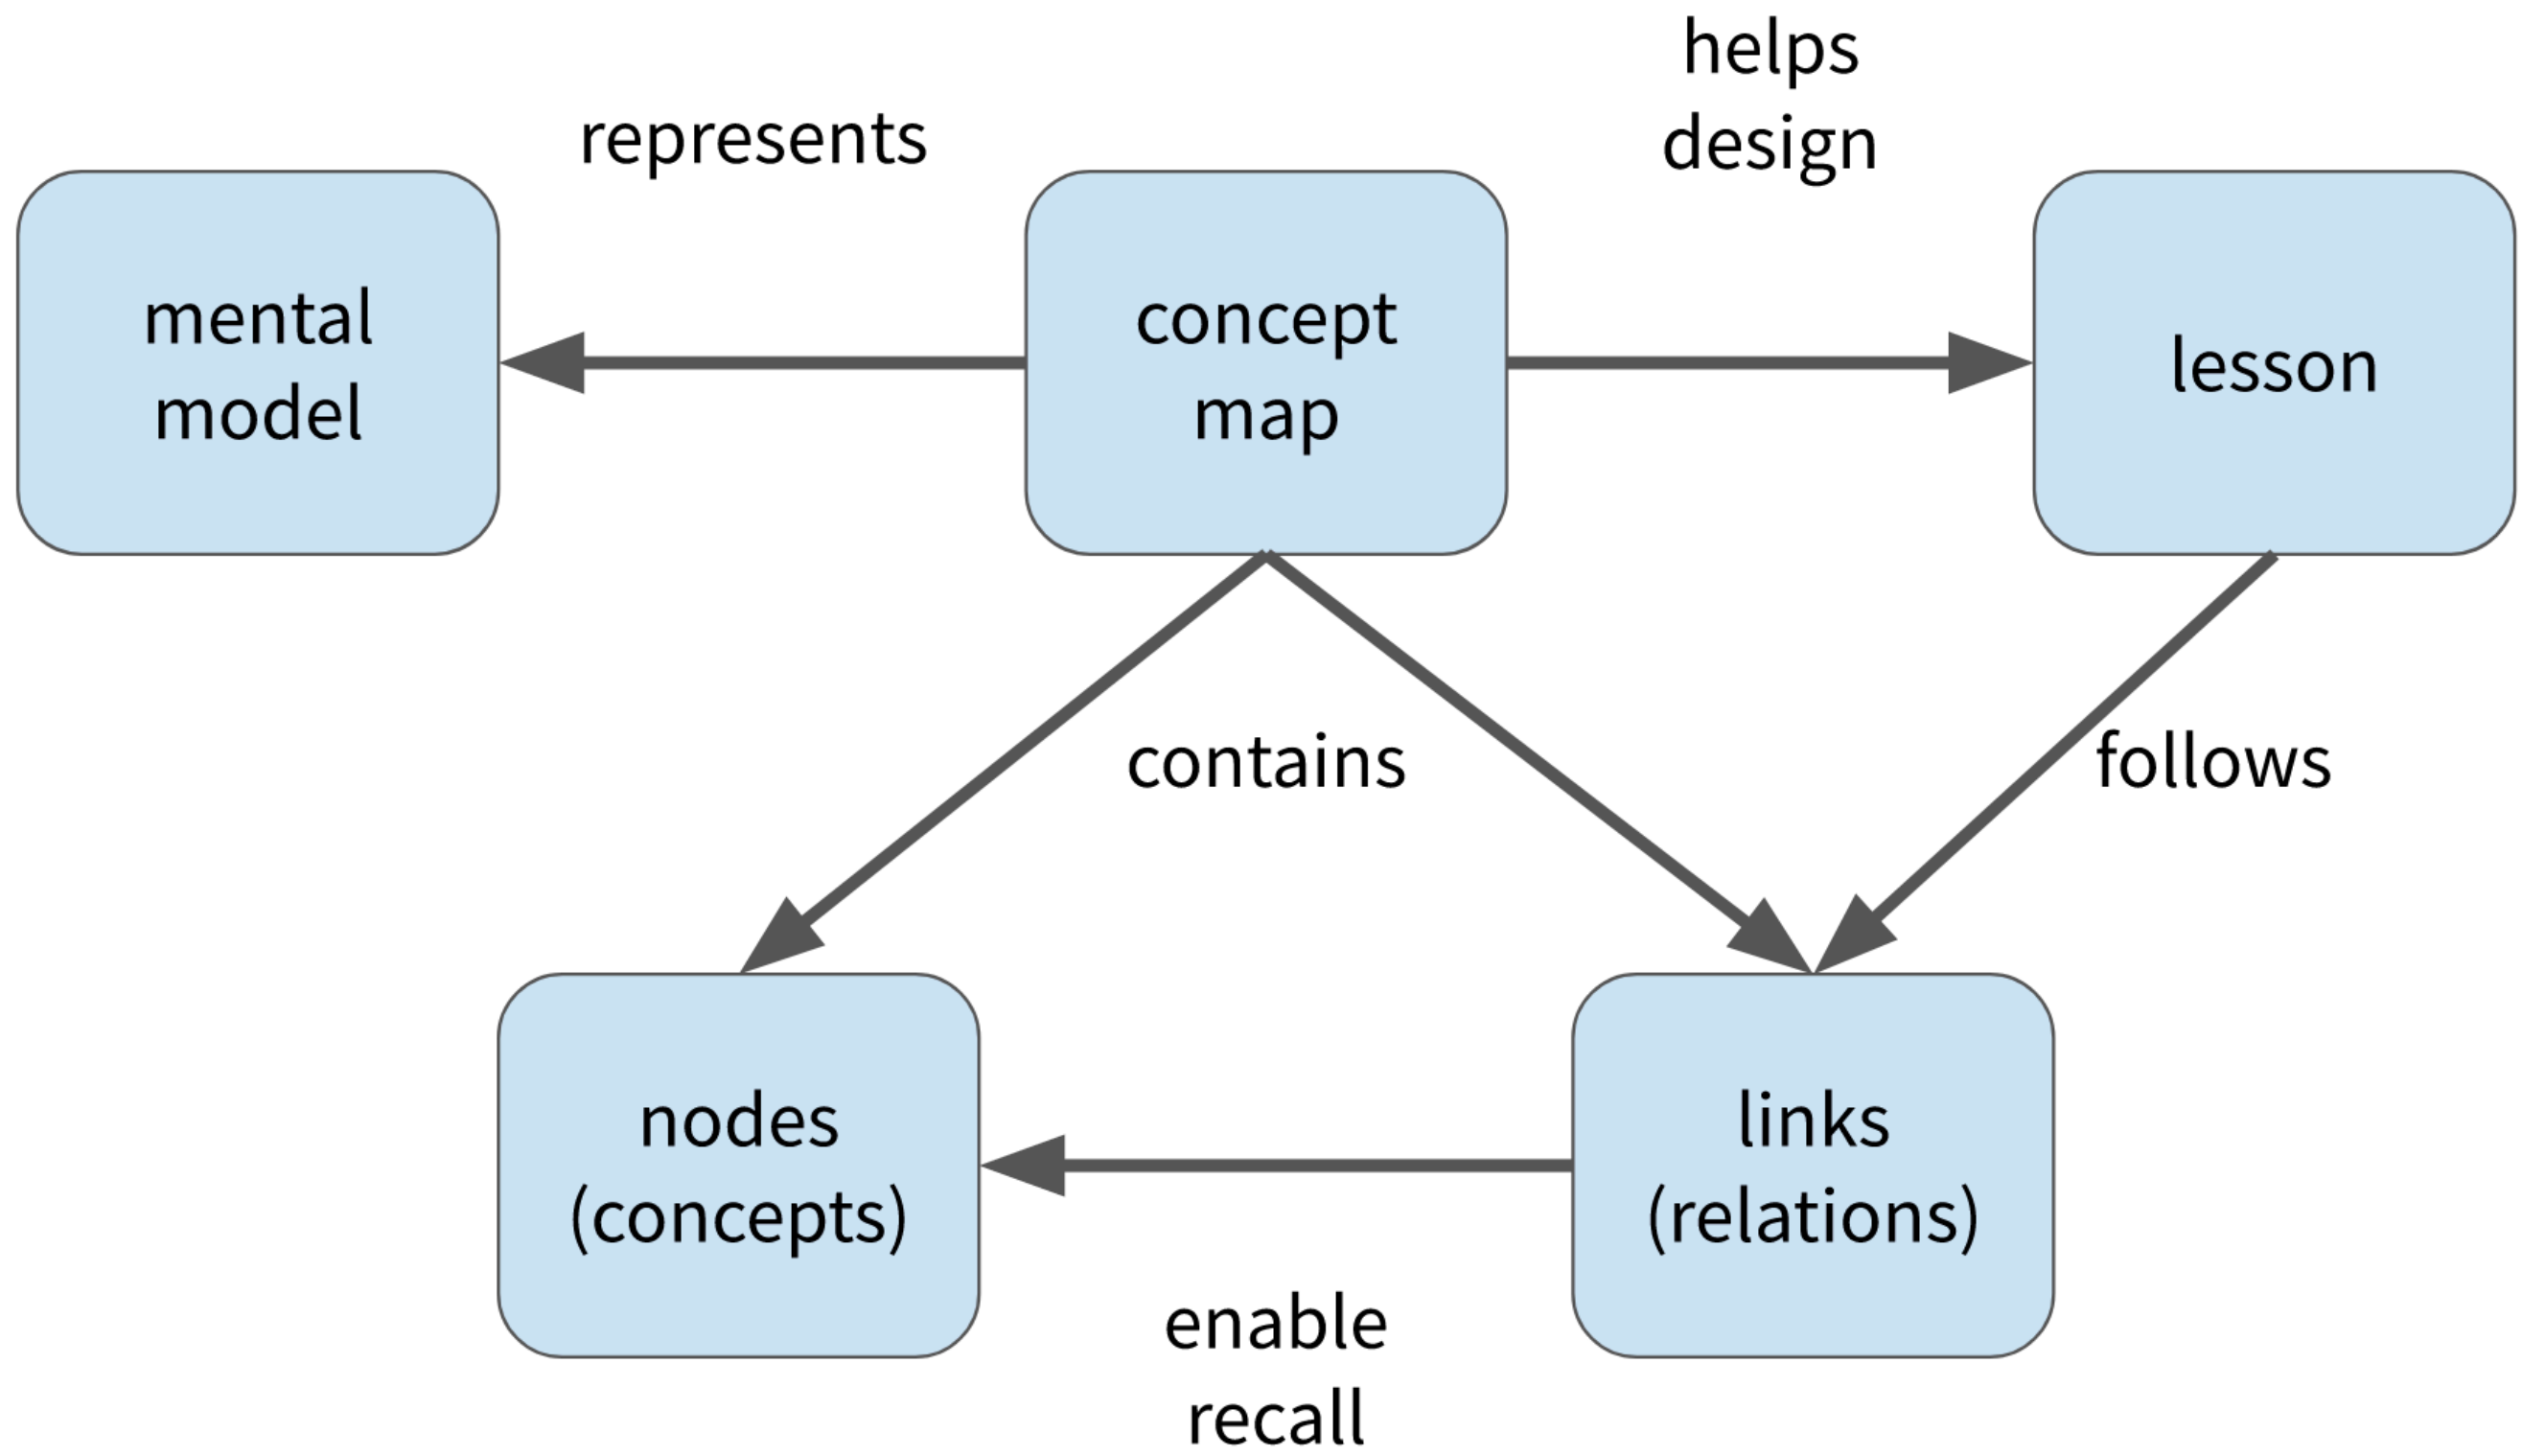 helps
design
represents
mental
model
concept
map
lesson
contains
follows
nodes
(concepts)
links
(relations)
enable
recall